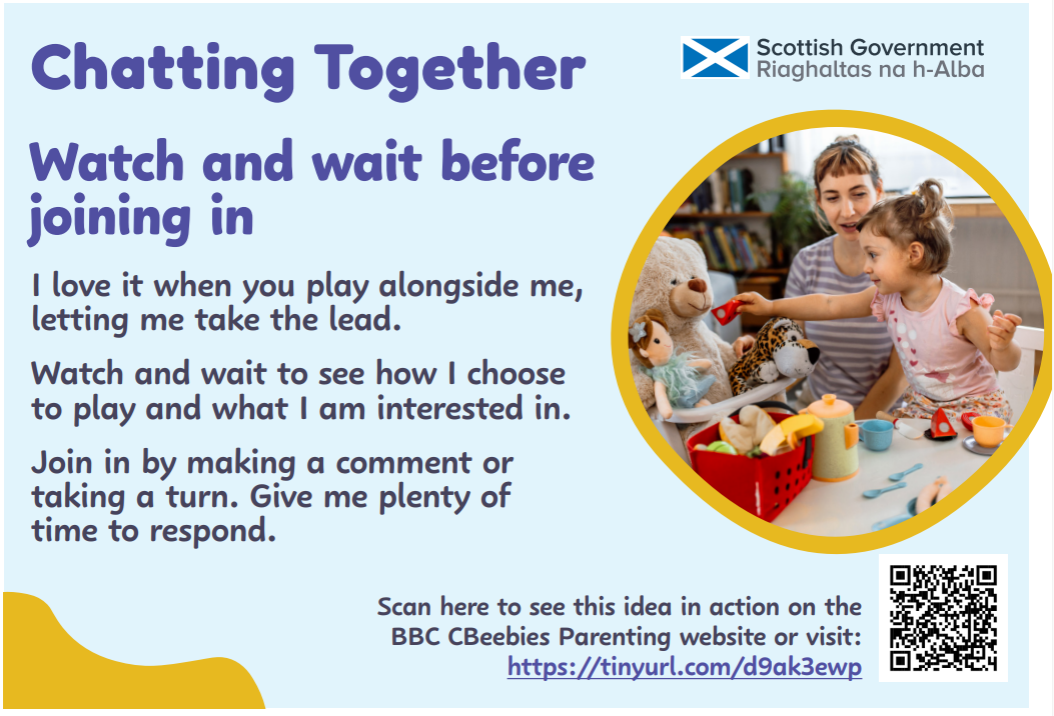 Chatting Together
Scottish Government
Riaghaltas na h-Alba
Watch and wait before
joining in
I love it when you play alongside me,
letting me take the lead.
Watch and wait to see how I choose
to play and what I am interested in.
Join in by making a comment or
taking a turn. Give me plenty of
time to respond.
Scan here to see this idea in action on the
BBC CBeebies Parenting website or visit:
https://tinyurl.com/d9ak3ewp